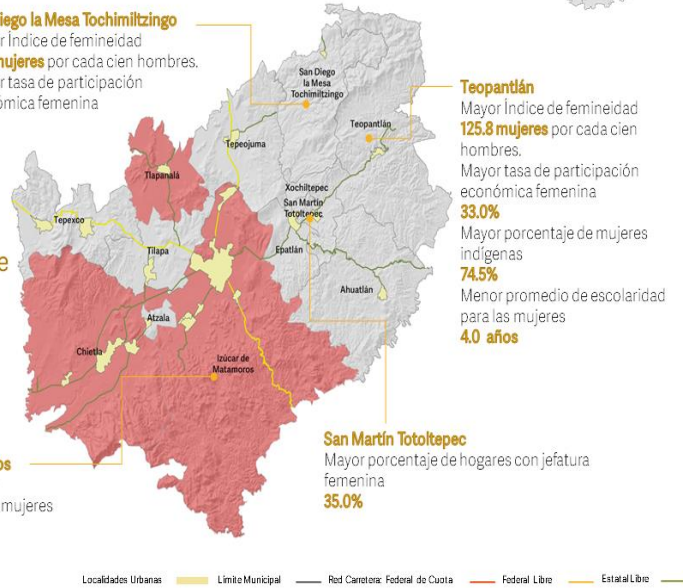 iego la Mesa Tochimiltzingo
r Índice de femineidad
mujeres por cada cien hombres.
r tasa de participación
ómica femenina
San Diego
la Mesa
Tochimiltzingo
Teopantlán
Tepeojuma
Tlapanalá
Xochiltepec
San Martín
Totoltepec
Tepexco
Tilapa
Epatlán
Ahuatlán
Atzala
Chietla
Izúcar de
Matamoros
e
Teopantlán
Mayor Índice de femineidad
125.8 mujeres por cada cien
hombres.
Mayor tasa de participación
económica femenina
33.0%
Mayor porcentaje de mujeres
indígenas
74.5%
Menor promedio de escolaridad
para las mujeres
4.0 años
San Martín Totoltepec
Mayor porcentaje de hogares con jefatura
femenina
35.0%
os
mujeres
Localidades Urbanas Límite Municipal Red Carretera: Federal de Cuota Federal Libre Estatal Libre